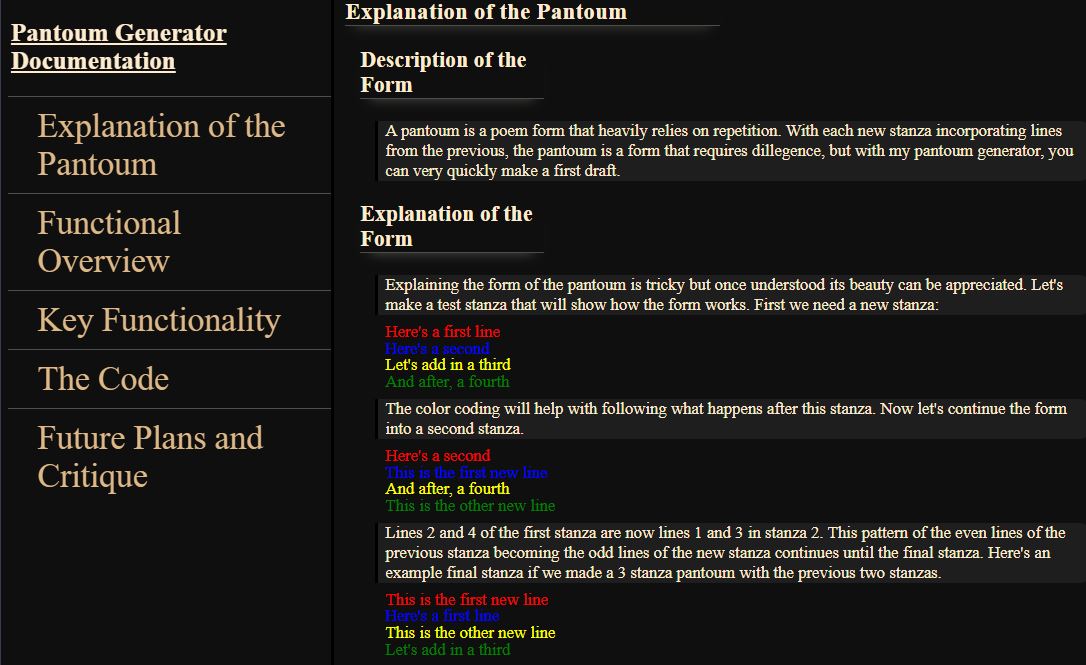 Pantoum Generator
Documentation
Explanation of the
Pantoum
Functional
Overview
Key Functionality
The Code
Future Plans and
Critique
Explanation of the Pantoum
Description of the
Form
A pantoum is a poem form that heavily relies on repetition. With each new stanza incorporating lines
from the previous, the pantoum is a form that requires dillegence, but with my pantoum generator, you
can very quickly make a first draft.
Explanation of the
Form
Explaining the form of the pantoum is tricky but once understood its beauty can be appreciated. Let's
make a test stanza that will show how the form works. First we need a new stanza:
Here's a first line
Here's a second
Let's add in a third
And after, a fourth
The color coding will help with following what happens after this stanza. Now let's continue the form
into a second stanza.
Here's a second
This is the first new line
And after, a fourth
This is the other new line
Lines 2 and 4 of the first stanza are now lines 1 and 3 in stanza 2. This pattern of the even lines of the
previous stanza becoming the odd lines of the new stanza continues until the final stanza. Here's an
example final stanza if we made a 3 stanza pantoum with the previous two stanzas.
This is the first new line
Here's a first line
This is the other new line
Let's add in a third